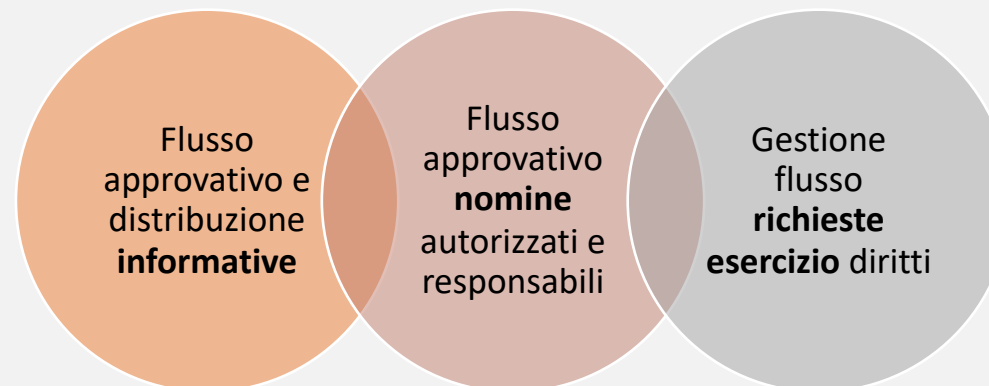 Flusso
approvativo e
distribuzione
informative
Flusso
approvativo
nomine
autorizzati e
responsabili
Gestione
flusso
richieste
esercizio diritti